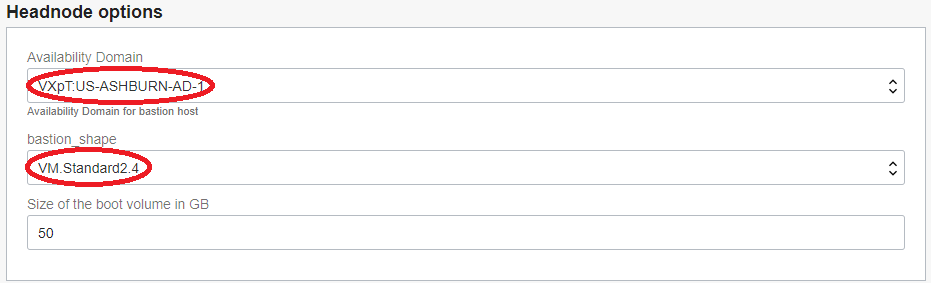 Headnode options
Availability Domain
VXpT:US-ASHBURN-AD-1
Availability Domain for bastion host
bastion_shape
VM.Standard2.4
Size of the boot volume in GB
50